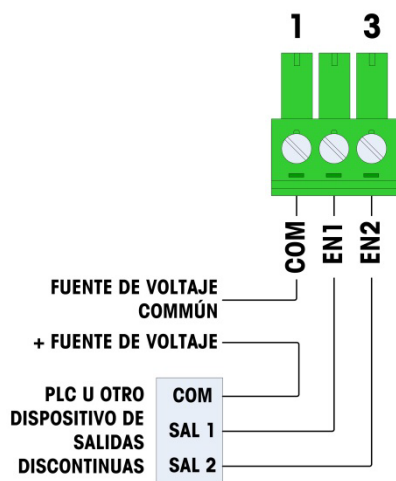 1 3
COM EN1 EN2
FUENTE DE VOLTAJE
COMMÚN
+ FUENTE DE VOLTAJE
PLC U OTRO
DISPOSITIVO DE
SALIDAS
DISCONTINUAS
COM
SAL 1
SAL 2